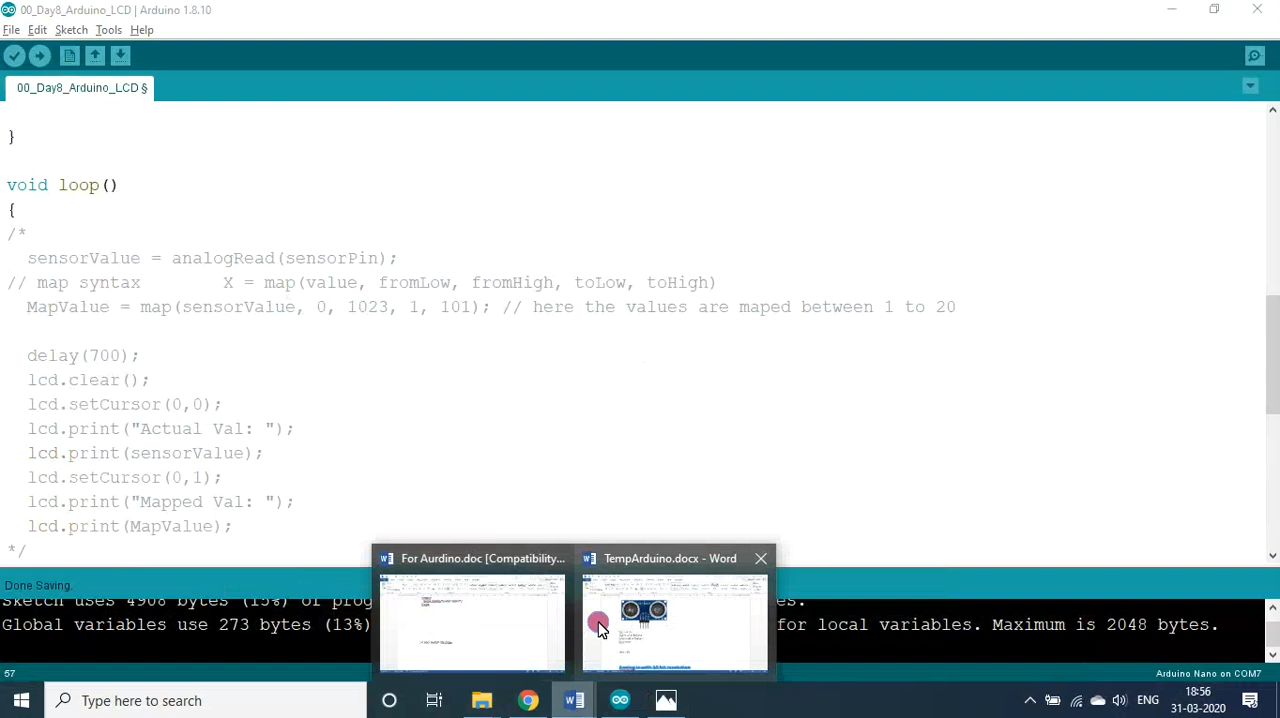 00_Day8_Arduino_LCD | Arduino 1.8.10
File Edit Sketch Tools Help
00_Day8_Arduino_LCD §
}
void loop()
{
/*
sensorValue = analogRead(sensorPin);
// map syntax X = map(value, fromLow, fromHigh, toLow, toHigh)
MapValue = map(sensorValue, 0, 1023, 1, 101); // here the values are maped between 1 to 20
delay(700);
lcd.clear();
lcd.setCursor(0,0);
lcd.print("Actual Val: ");
lcd.print(sensorValue);
lcd.setCursor(0,1);
lcd.print("Mapped Val: ");
lcd.print(MapValue);
*/
For Aurdino.doc [Compatibility... TempArduino.docx - Word
Done Saving.
Sketch uses bytes (15%) of
Global variables use 273 bytes (13%) for local variables. Maximum is 2048 bytes.
57 Arduino Nano on COM7
Type here to search ENG 18:56
31-03-2020